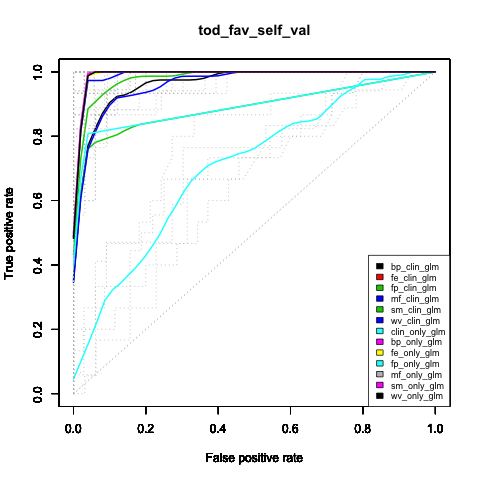 tod_fav_self_val
True positive rate
1.0
0.8
0.6
0.4
0.2
0.0
0.0 0.2 0.4 0.6 0.8 1.0
False positive rate
bp_clin_glm
fe_clin_glm
fp_clin_glm
mf_clin_glm
sm_clin_glm
wv_clin_glm
clin_only_glm
bp_only_glm
fe_only_glm
fp_only_glm
mf_only_glm
sm_only_glm
wv_only_glm